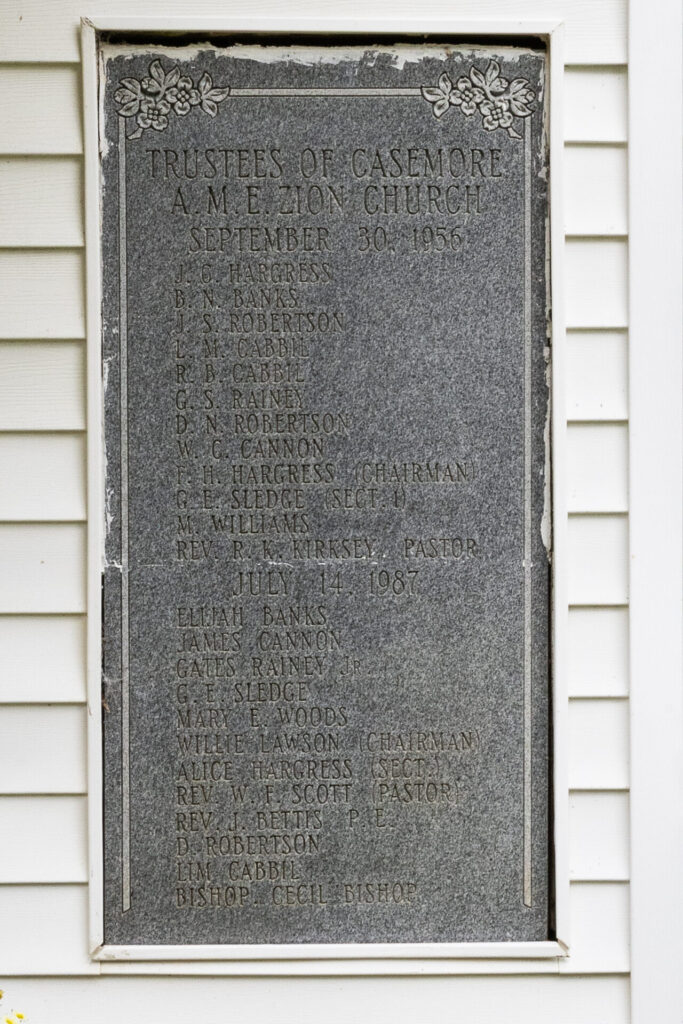 TRUSTEES OF CASEMORE
A. M. E. ZION CHURCH
SEPTEMBER 30, 1956
J. C. HARGRESS
B. N. BANKS
J. S. ROBERTSON
L. M. CABBIL
R. B. CABBIL
G. S. RAINEY
D. N. ROBERTSON
W. C. CANNON
F. H. HARGRESS (CHAIRMAN)
G. E. SLEDGE (SECT. 1)
M. WILLIAMS
REV. R. K. KIRKSEY, PASTOR
JULY 14, 1987
ELLIJAH BANKS
JAMES CANNON
GATES RAINEY JR
G. E. SLEDGE
MARY E. WOODS
WILLIE LAWSON (CHAIRMAN)
ALICE HARGRESS (SECT.)
REV. W. F. SCOTT (PASTOR)
REV. J. BETTIS P. E.
D. ROBERTSON
LIM CABBIL
BISHOP. CECIL BISHOP